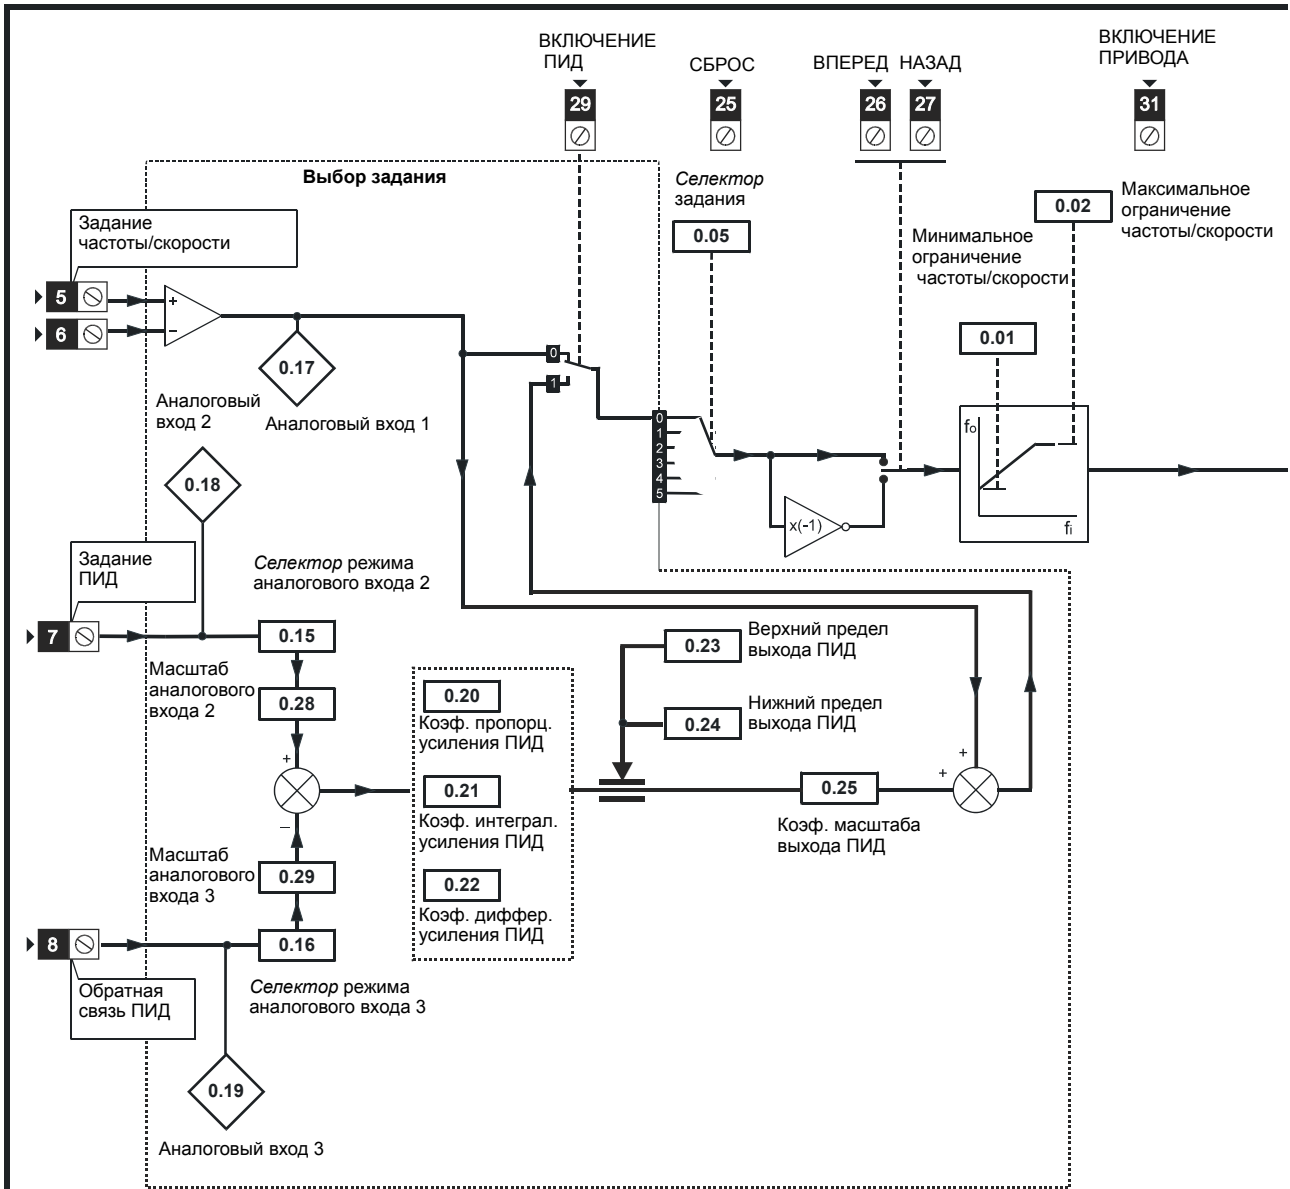 ВКЛЮЧЕНИЕ
ПИД
СБРОС
ВПЕРЕД НАЗАД
ВКЛЮЧЕНИЕ
ПРИВОДА
29
25
26
27
31
Выбор задания
Селектор
задания
0.05
0.02
Максимальное
ограничение
частоты/скорости
Минимальное
ограничение
частоты/скорости
0.01
Задание
частоты/скорости
5
6
+
–
0.17
Аналоговый вход 1
Аналоговый
вход 2
0.18
0
1
0
1
2
3
4
5
x(-1)
fo
fi
Задание
ПИД
7
Селектор режима
аналогового входа 2
0.15
Масштаб
аналогового
входа 2
0.28
+
–
Масштаб
аналогового
входа 3
0.29
8
0.16
Обратная
связь ПИД
Селектор режима
аналогового входа 3
0.19
Аналоговый вход 3
0.20
Коэф. пропорц.
усиления ПИД
0.21
Коэф. интеграл.
усиления ПИД
0.22
Коэф. диффер.
усиления ПИД
0.23
Верхний предел
выхода ПИД
0.24
Нижний предел
выхода ПИД
0.25
Коэф. масштаба
выхода ПИД
+
+